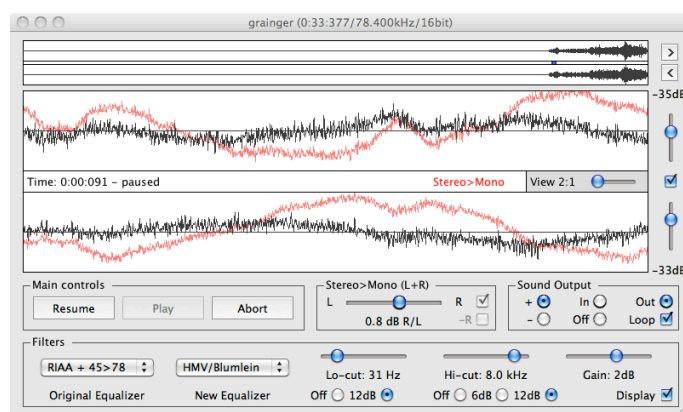 grainger (0:33:377/78.400kHz/16bit)
>
<
-35dB
Time: 0:00:091 - paused Stereo>Mono View 2:1
-33dB
Main controls Stereo>Mono (L+R) Sound Output
L R + In Out
Resume Play Abort
0.8 dB R/L -R - Off Loop
Filters
RIAA + 45>78 HMV/Blumlein
Lo-cut: 31 Hz Hi-cut: 8.0 kHz Gain: 2dB
Original Equalizer New Equalizer Off 12dB Off 6dB 12dB Display